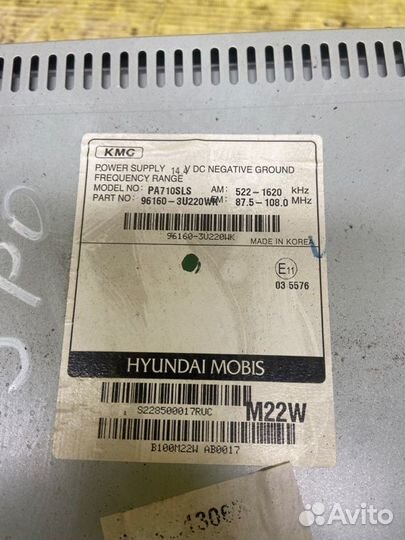 KMC
POWER SUPPLY 14.4V DC NEGATIVE GROUND
FREQUENCY RANGE
MODEL NO. PA710SLS AM: 522-1620 kHz
PART NO. 96160-3U220WK FM: 87.5-108.0 MHz
96160-3U220WK
MADE IN KOREA
E11
03 5576
HYUNDAI MOBIS
S228500017RUC
M22W
B100M22W AB0017
Avito